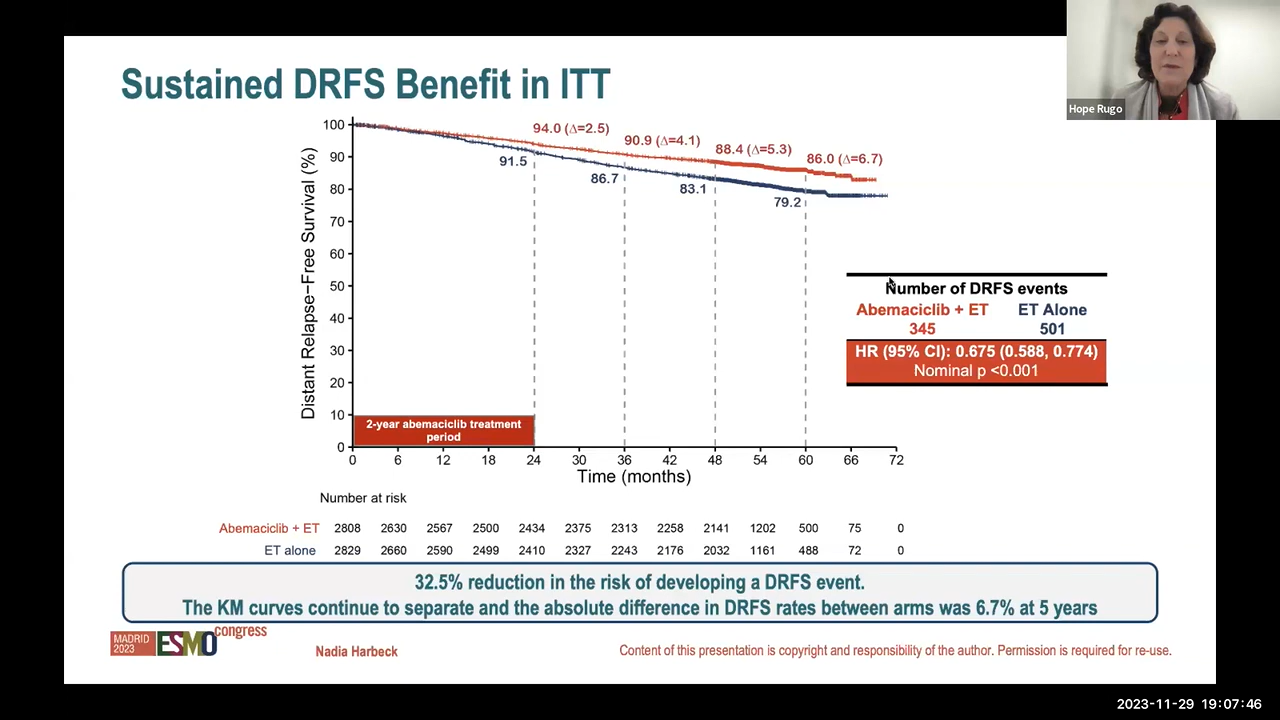 Hope Rugo
Sustained DRFS Benefit in ITT
Distant Relapse−Free Survival (%)
100
90
80
70
60
50
40
30
20
10
0
94.0 (Δ=2.5)
90.9 (Δ=4.1)
88.4 (Δ=5.3)
86.0 (Δ=6.7)
91.5
86.7
83.1
79.2
2-year abemaciclib treatment
period
0 6 12 18 24 30 36 42 48 54 60 66 72
Time (months)
Number of DRFS events
Abemaciclib + ET ET Alone
345 501
HR (95% CI): 0.675 (0.588, 0.774)
Nominal p <0.001
Number at risk
Abemaciclib + ET 2808 2630 2567 2500 2434 2375 2313 2258 2141 1202 500 75 0
ET alone 2829 2660 2590 2499 2410 2327 2243 2176 2032 1161 488 72 0
32.5% reduction in the risk of developing a DRFS event.
The KM curves continue to separate and the absolute difference in DRFS rates between arms was 6.7% at 5 years
MADRID
2023
ESMO congress
Nadia Harbeck
Content of this presentation is copyright and responsibility of the author. Permission is required for re-use.
2023-11-29 19:07:46